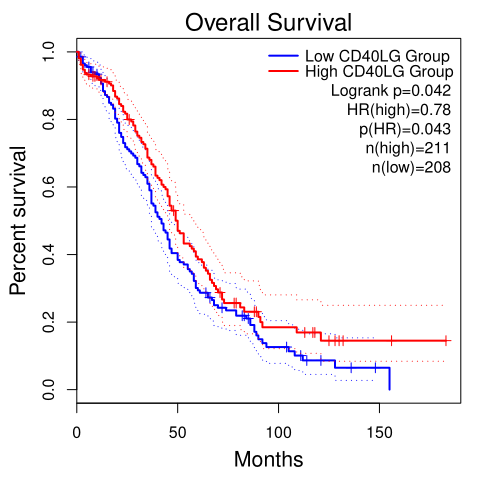 Overall Survival
Low CD40LG Group
High CD40LG Group
Logrank p=0.042
HR(high)=0.78
p(HR)=0.043
n(high)=211
n(low)=208
Percent survival
1.0
0.8
0.6
0.4
0.2
0.0
0 50 100 150
Months